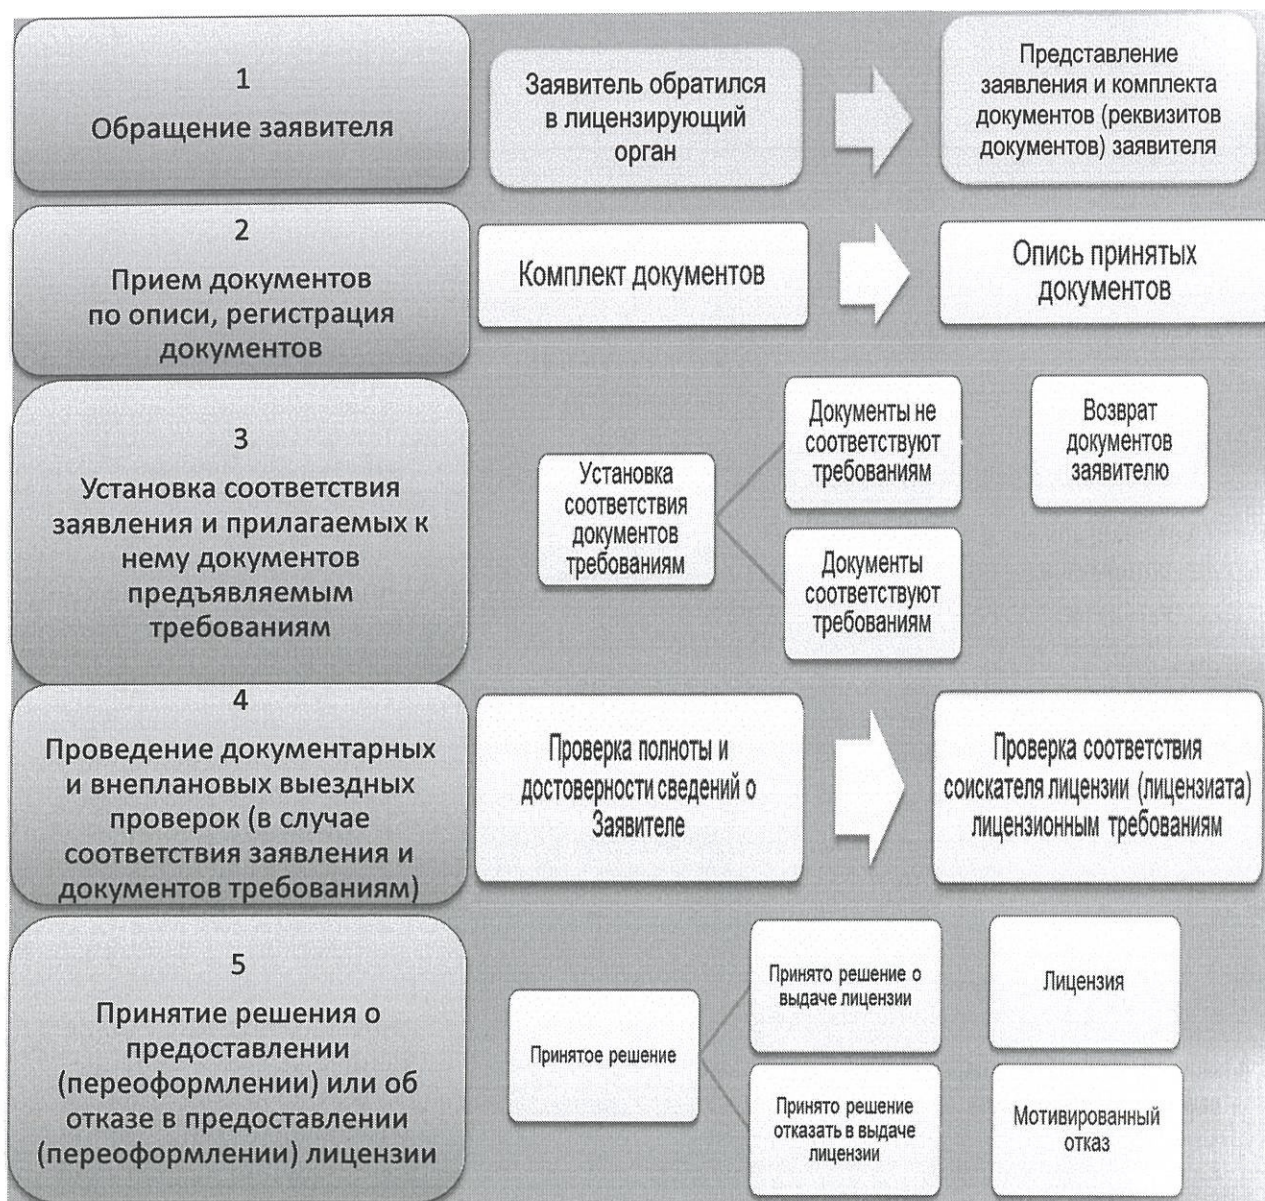 1
Обращение заявителя
Заявитель обратился
в лицензирующий
орган
Представление
заявления и комплекта
документов (реквизитов
документов) заявителя
2
Прием документов
по описи, регистрация
документов
Комплект документов
Опись принятых
документов
3
Установка соответствия
заявления и прилагаемых к
нему документов
предъявляемым
требованиям
Установка
соответствия
документов
требованиям
Документы не
соответствуют
требованиям
Возврат
документов
заявителю
Документы
соответствуют
требованиям
4
Проведение документарных
и внеплановых выездных
проверок (в случае
соответствия заявления и
документов требованиям)
Проверка полноты и
достоверности сведений о
Заявителе
Проверка соответствия
соискателя лицензии (лицензиата)
лицензионным требованиям
5
Принятие решения о
предоставлении
(переоформлении) или об
отказе в предоставлении
(переоформлении) лицензии
Принятое решение
Принято решение о
выдаче лицензии
Лицензия
Принято решение
отказать в выдаче
лицензии
Мотивированный
отказ